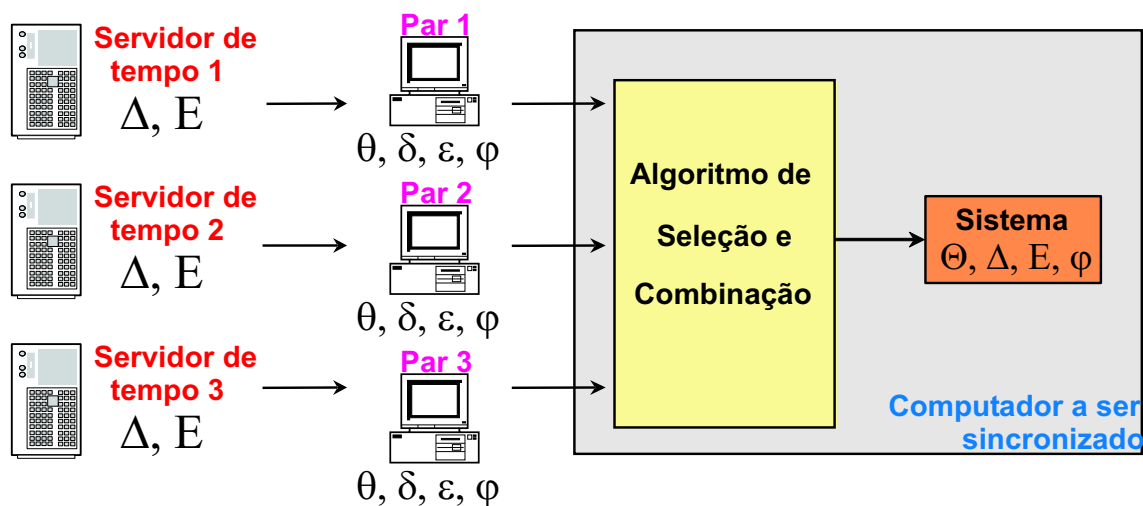 Servidor de
tempo 1
Δ, E
Par 1
θ, δ, ε, φ
Servidor de
tempo 2
Δ, E
Par 2
θ, δ, ε, φ
Servidor de
tempo 3
Δ, E
Par 3
θ, δ, ε, φ
Algoritmo de
Seleção e
Combinação
Sistema
Θ, Δ, E, φ
Computador a ser
sincronizado